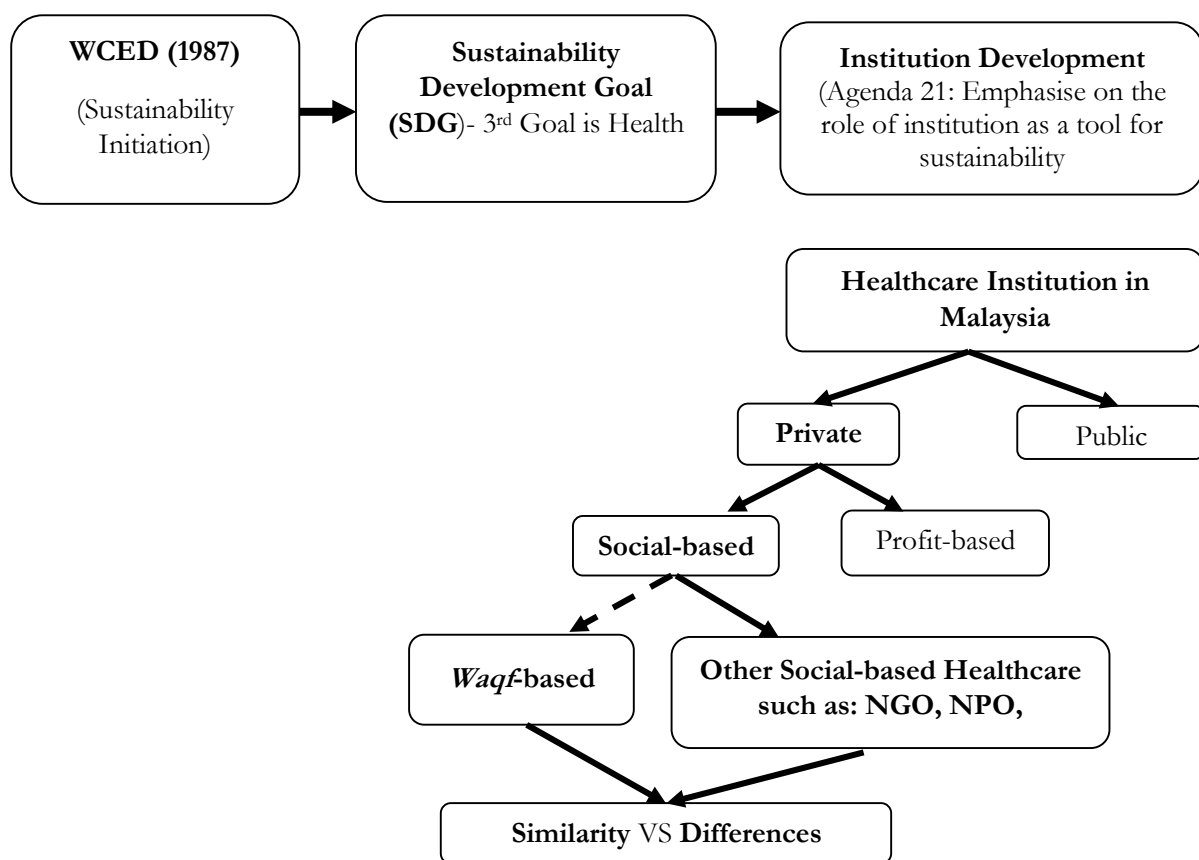 WCED (1987)
(Sustainability
Initiation)
Sustainability
Development Goal
(SDG)- 3rd Goal is Health
Institution Development
(Agenda 21: Emphasise on the
role of institution as a tool for
sustainability
Healthcare Institution in
Malaysia
Private
Public
Social-based
Profit-based
Waqf-based
Other Social-based Healthcare
such as: NGO, NPO,
Similarity VS Differences